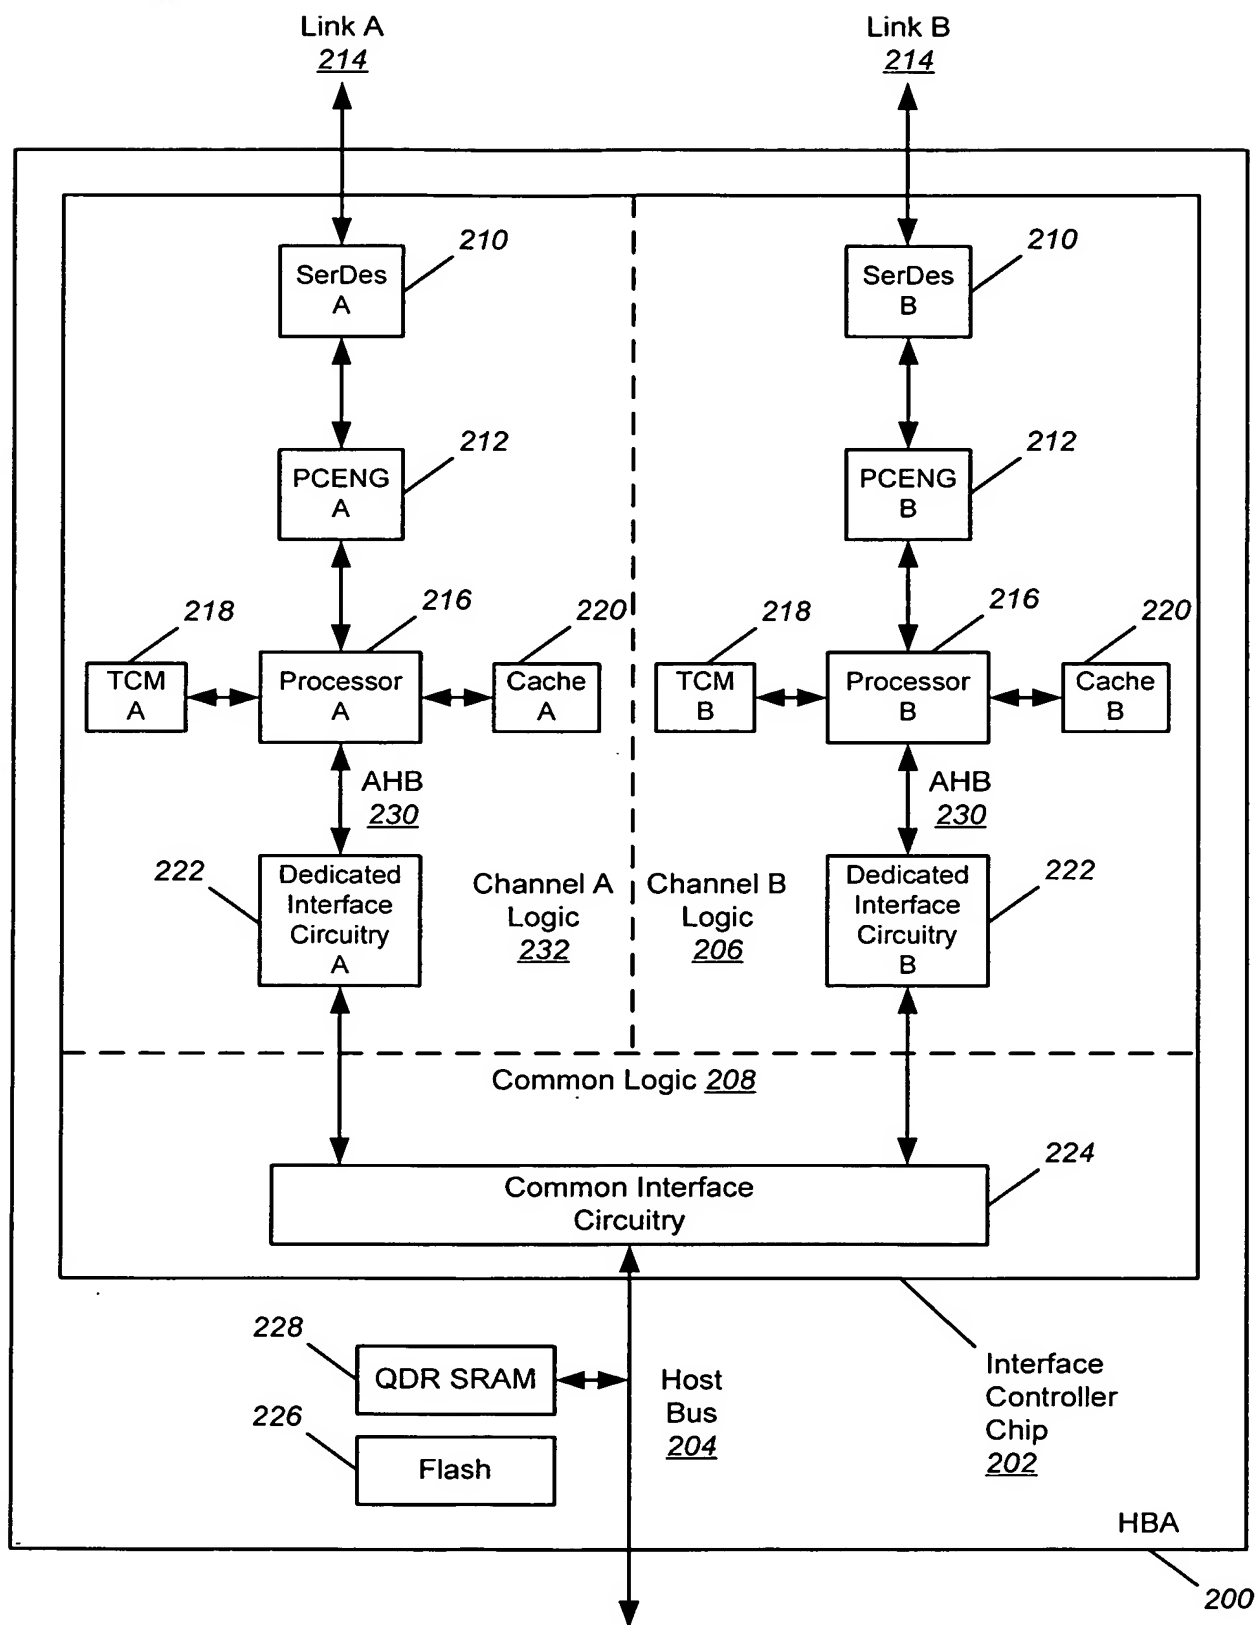 Link A
214
Link B
214
210
SerDes
A
210
SerDes
B
212
PCENG
A
212
PCENG
B
218
216
220
TCM
A
Processor
A
Cache
A
218
216
220
TCM
B
Processor
B
Cache
B
AHB
230
AHB
230
222
Dedicated
Interface
Circuitry
A
Channel A
Logic
232
Channel B
Logic
206
Dedicated
Interface
Circuitry
B
222
Common Logic 208
224
Common Interface
Circuitry
228
QDR SRAM
226
Flash
Host
Bus
204
Interface
Controller
Chip
202
HBA
200